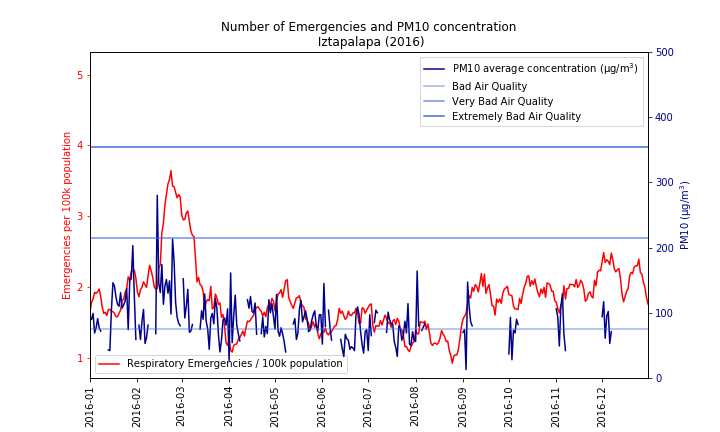 Number of Emergencies and PM10 concentration
Iztapalapa (2016)
PM10 average concentration (µg/m³)
Bad Air Quality
Very Bad Air Quality
Extremely Bad Air Quality
Respiratory Emergencies / 100k population
Emergencies per 100k population
5
4
3
2
1
PM10 (µg/m³)
500
400
300
200
100
0
2016-01
2016-02
2016-03
2016-04
2016-05
2016-06
2016-07
2016-08
2016-09
2016-10
2016-11
2016-12